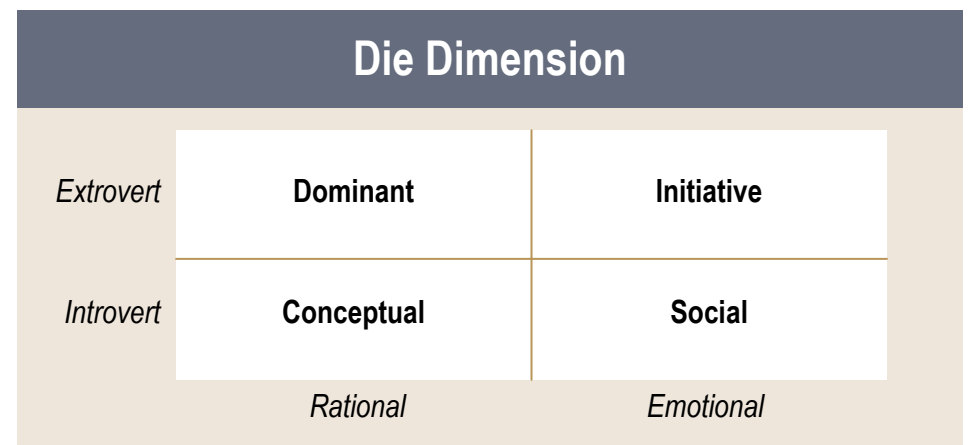 Die Dimension
Extrovert Dominant Initiative
Introvert Conceptual Social
Rational Emotional